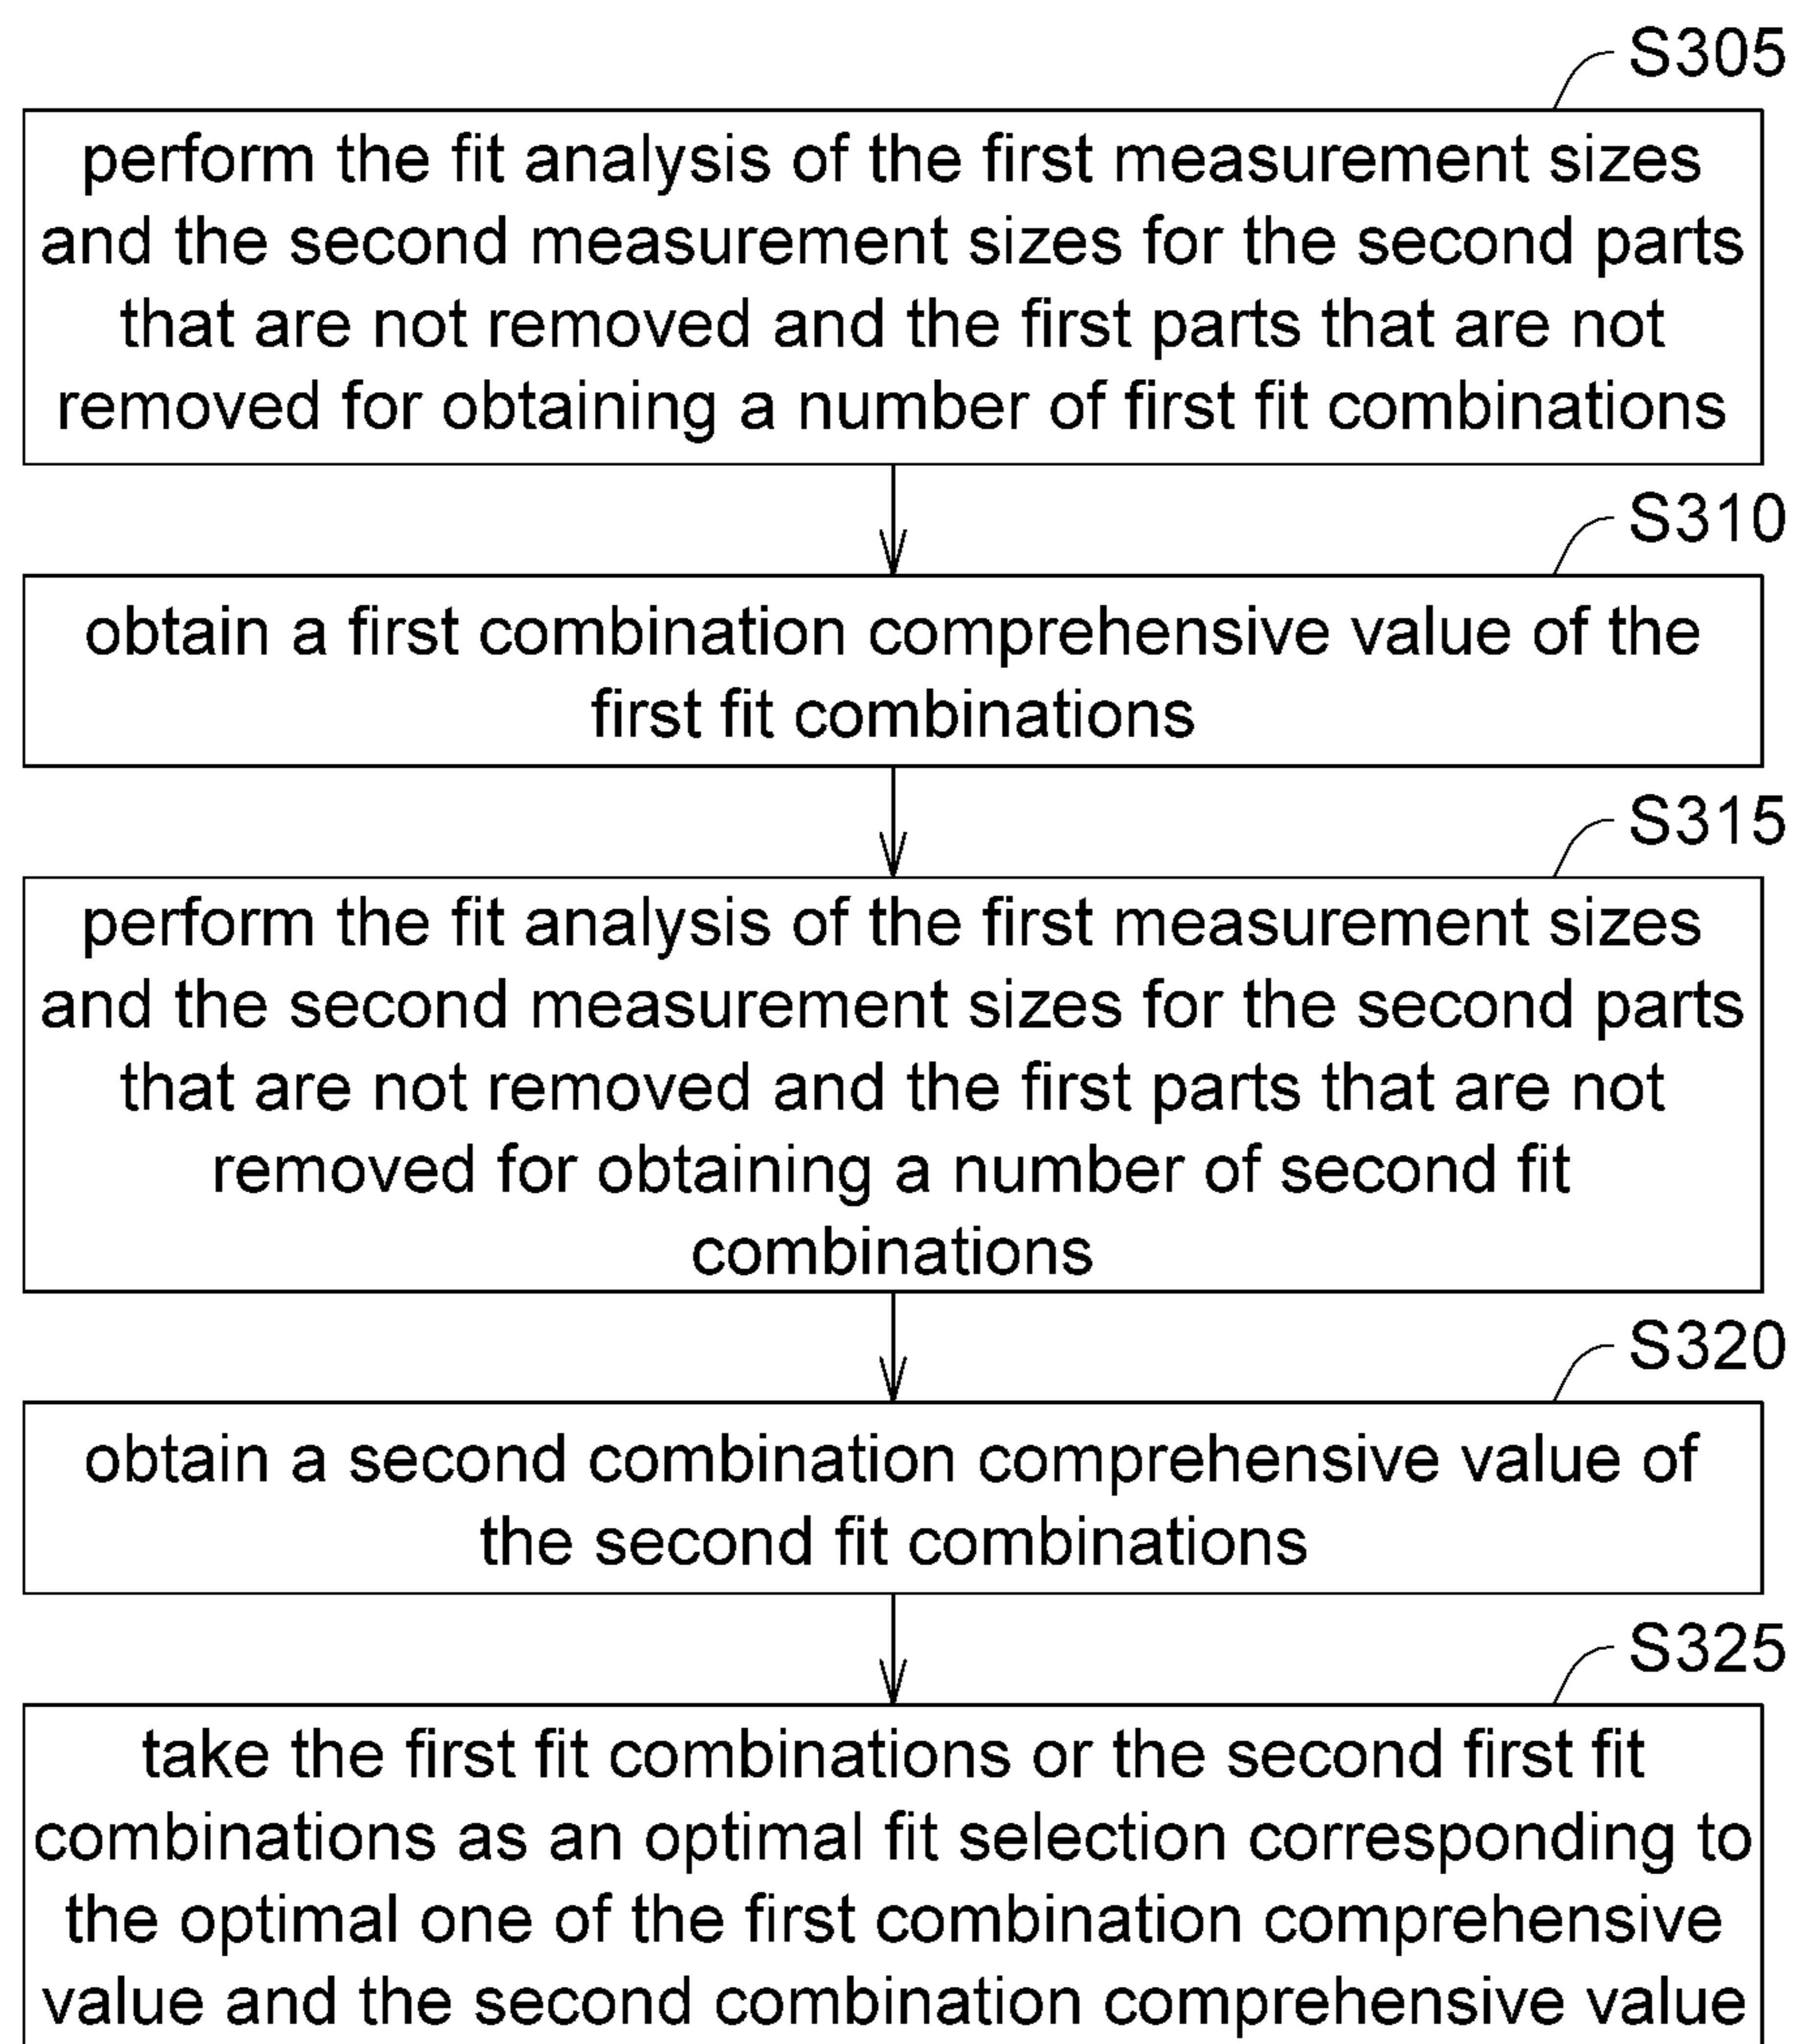 S305
perform the fit analysis of the first measurement sizes
and the second measurement sizes for the second parts
that are not removed and the first parts that are not
removed for obtaining a number of first fit combinations
S310
obtain a first combination comprehensive value of the
first fit combinations
S315
perform the fit analysis of the first measurement sizes
and the second measurement sizes for the second parts
that are not removed and the first parts that are not
removed for obtaining a number of second fit
combinations
S320
obtain a second combination comprehensive value of
the second fit combinations
S325
take the first fit combinations or the second first fit
combinations as an optimal fit selection corresponding to
the optimal one of the first combination comprehensive
value and the second combination comprehensive value